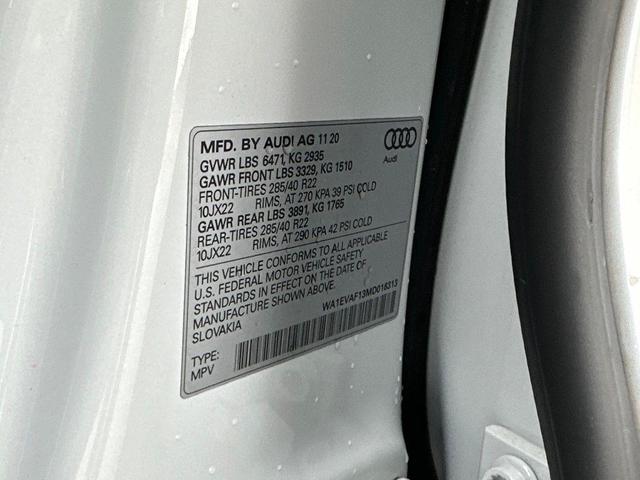 MFD. BY AUDI AG 11 20
GVWR LBS 6471, KG 2935
GAWR FRONT LBS 3329, KG 1510
FRONT-TIRES 285/40 R22
10JX22 RIMS, AT 270 KPA 39 PSI COLD
GAWR REAR LBS 3891, KG 1765
REAR-TIRES 285/40 R22
10JX22 RIMS, AT 290 KPA 42 PSI COLD
THIS VEHICLE CONFORMS TO ALL APPLICABLE
U.S. FEDERAL MOTOR VEHICLE SAFETY
STANDARDS IN EFFECT ON THE DATE OF
MANUFACTURE SHOWN ABOVE.
SLOVAKIA
Audi
WA1EVAF13MD018313
TYPE:
MPV